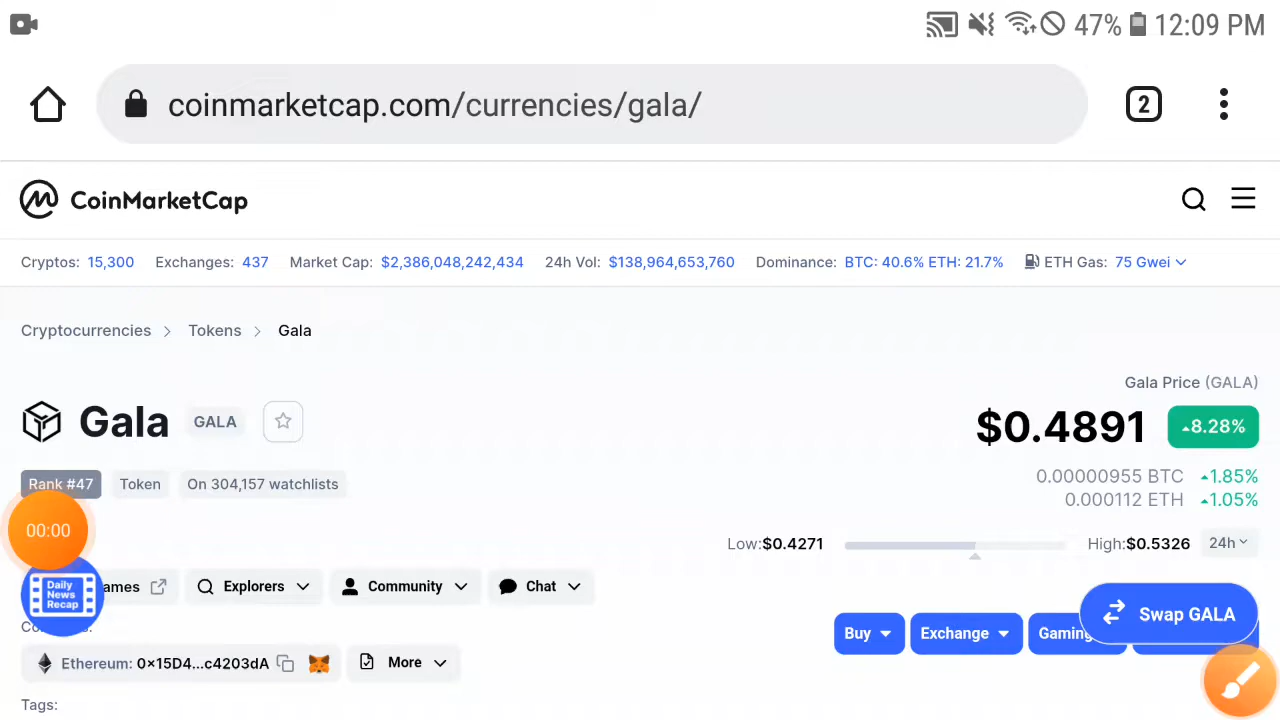 47% 12:09 PM
coinmarketcap.com/currencies/gala/
2
CoinMarketCap
Cryptos: 15,300 Exchanges: 437 Market Cap: $2,386,048,242,434 24h Vol: $138,964,653,760 Dominance: BTC: 40.6% ETH: 21.7% ETH Gas: 75 Gwei
Cryptocurrencies > Tokens > Gala
Gala Price (GALA)
Gala GALA
$0.4891 8.28%
Rank #47 Token On 304,157 watchlists
0.00000955 BTC 1.85%
0.000112 ETH 1.05%
00:00
Low:$0.4271 High:$0.5326 24h
Daily
News
Recap
ames Explorers Community Chat
Swap GALA
Buy Exchange Gaming
Ethereum: 0x15D4...c4203dA More
Tags: